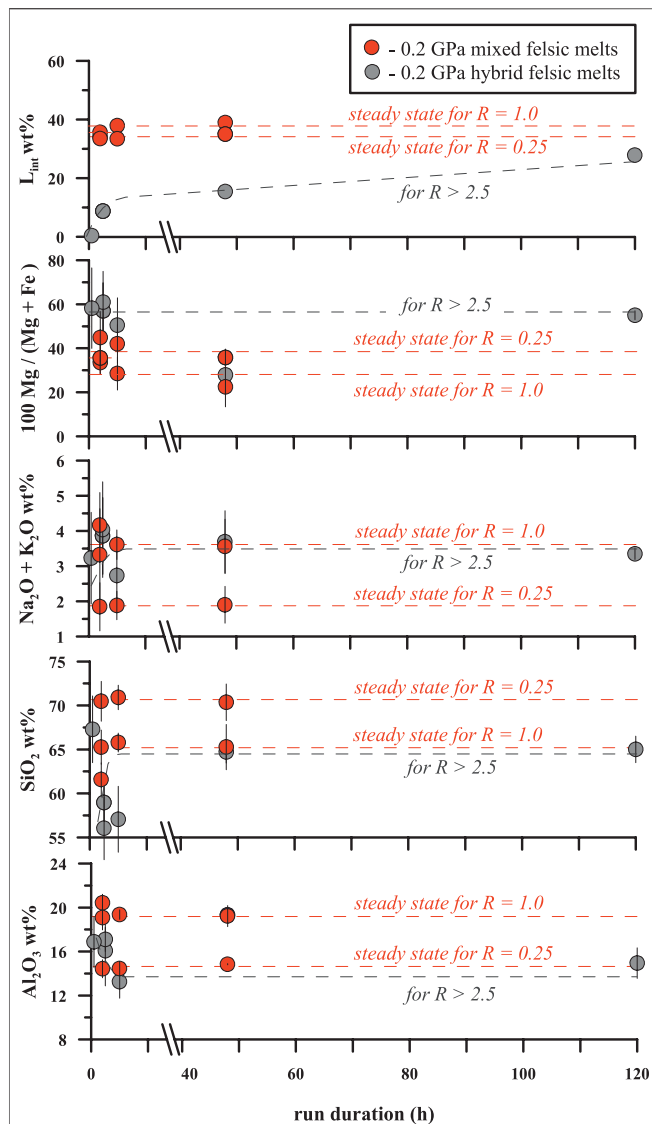 - 0.2 GPa mixed felsic melts
- 0.2 GPa hybrid felsic melts
60
40
20
0
L_int wt%
steady state for R = 1.0
steady state for R = 0.25
for R > 2.5
80
60
40
20
0
100 Mg / (Mg + Fe)
for R > 2.5
steady state for R = 0.25
steady state for R = 1.0
6
5
4
3
2
1
Na₂O + K₂O wt%
steady state for R = 1.0
for R > 2.5
steady state for R = 0.25
75
70
65
60
55
SiO₂ wt%
steady state for R = 0.25
steady state for R = 1.0
for R > 2.5
24
20
16
12
8
Al₂O₃ wt%
steady state for R = 1.0
steady state for R = 0.25
for R > 2.5
0 40 60 80 100 120
run duration (h)